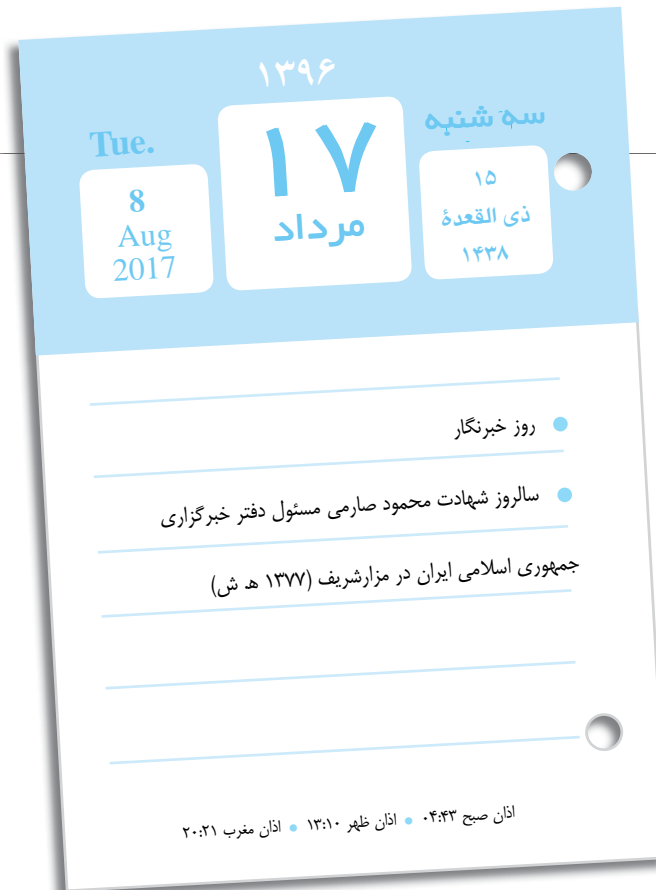 ۱۳۹۶
سه شنبه
۱۵
ذی القعدة
۱۴۳۸
۱۷
مرداد
Tue.
8
Aug
2017
روز خبرنگار
سالروز شهادت محمود صارمی مسئول دفتر خبرگزاری
جمهوری اسلامی ایران در مزارشریف (۱۳۷۷ ه ش)
اذان صبح ۰۴:۴۳ • اذان ظهر ۱۳:۱۰ • اذان مغرب ۲۰:۲۱